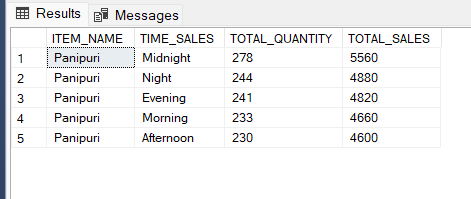 Results Messages
ITEM_NAME TIME_SALES TOTAL_QUANTITY TOTAL_SALES
1 Panipuri Midnight 278 5560
2 Panipuri Night 244 4880
3 Panipuri Evening 241 4820
4 Panipuri Morning 233 4660
5 Panipuri Afternoon 230 4600